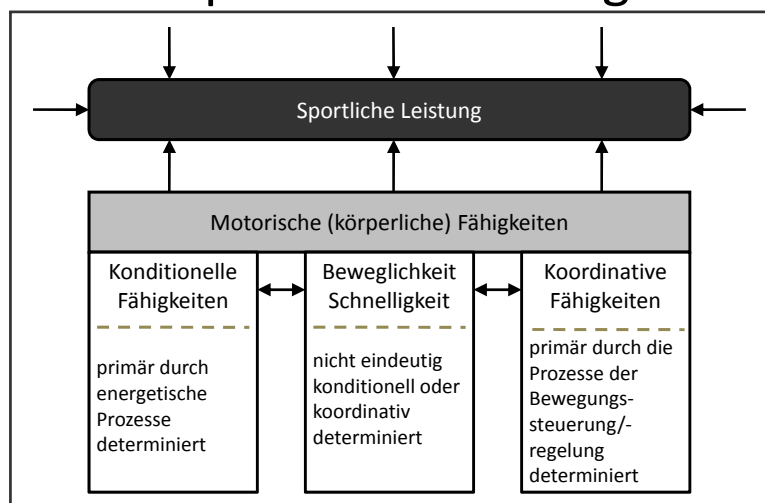 Sportliche Leistung
Motorische (körperliche) Fähigkeiten
Konditionelle
Fähigkeiten
primär durch
energetische
Prozesse
determiniert
Beweglichkeit
Schnelligkeit
nicht eindeutig
konditionell oder
koordinativ
determiniert
Koordinative
Fähigkeiten
primär durch die
Prozesse der
Bewegungs-
steuerung/-
regelung
determiniert